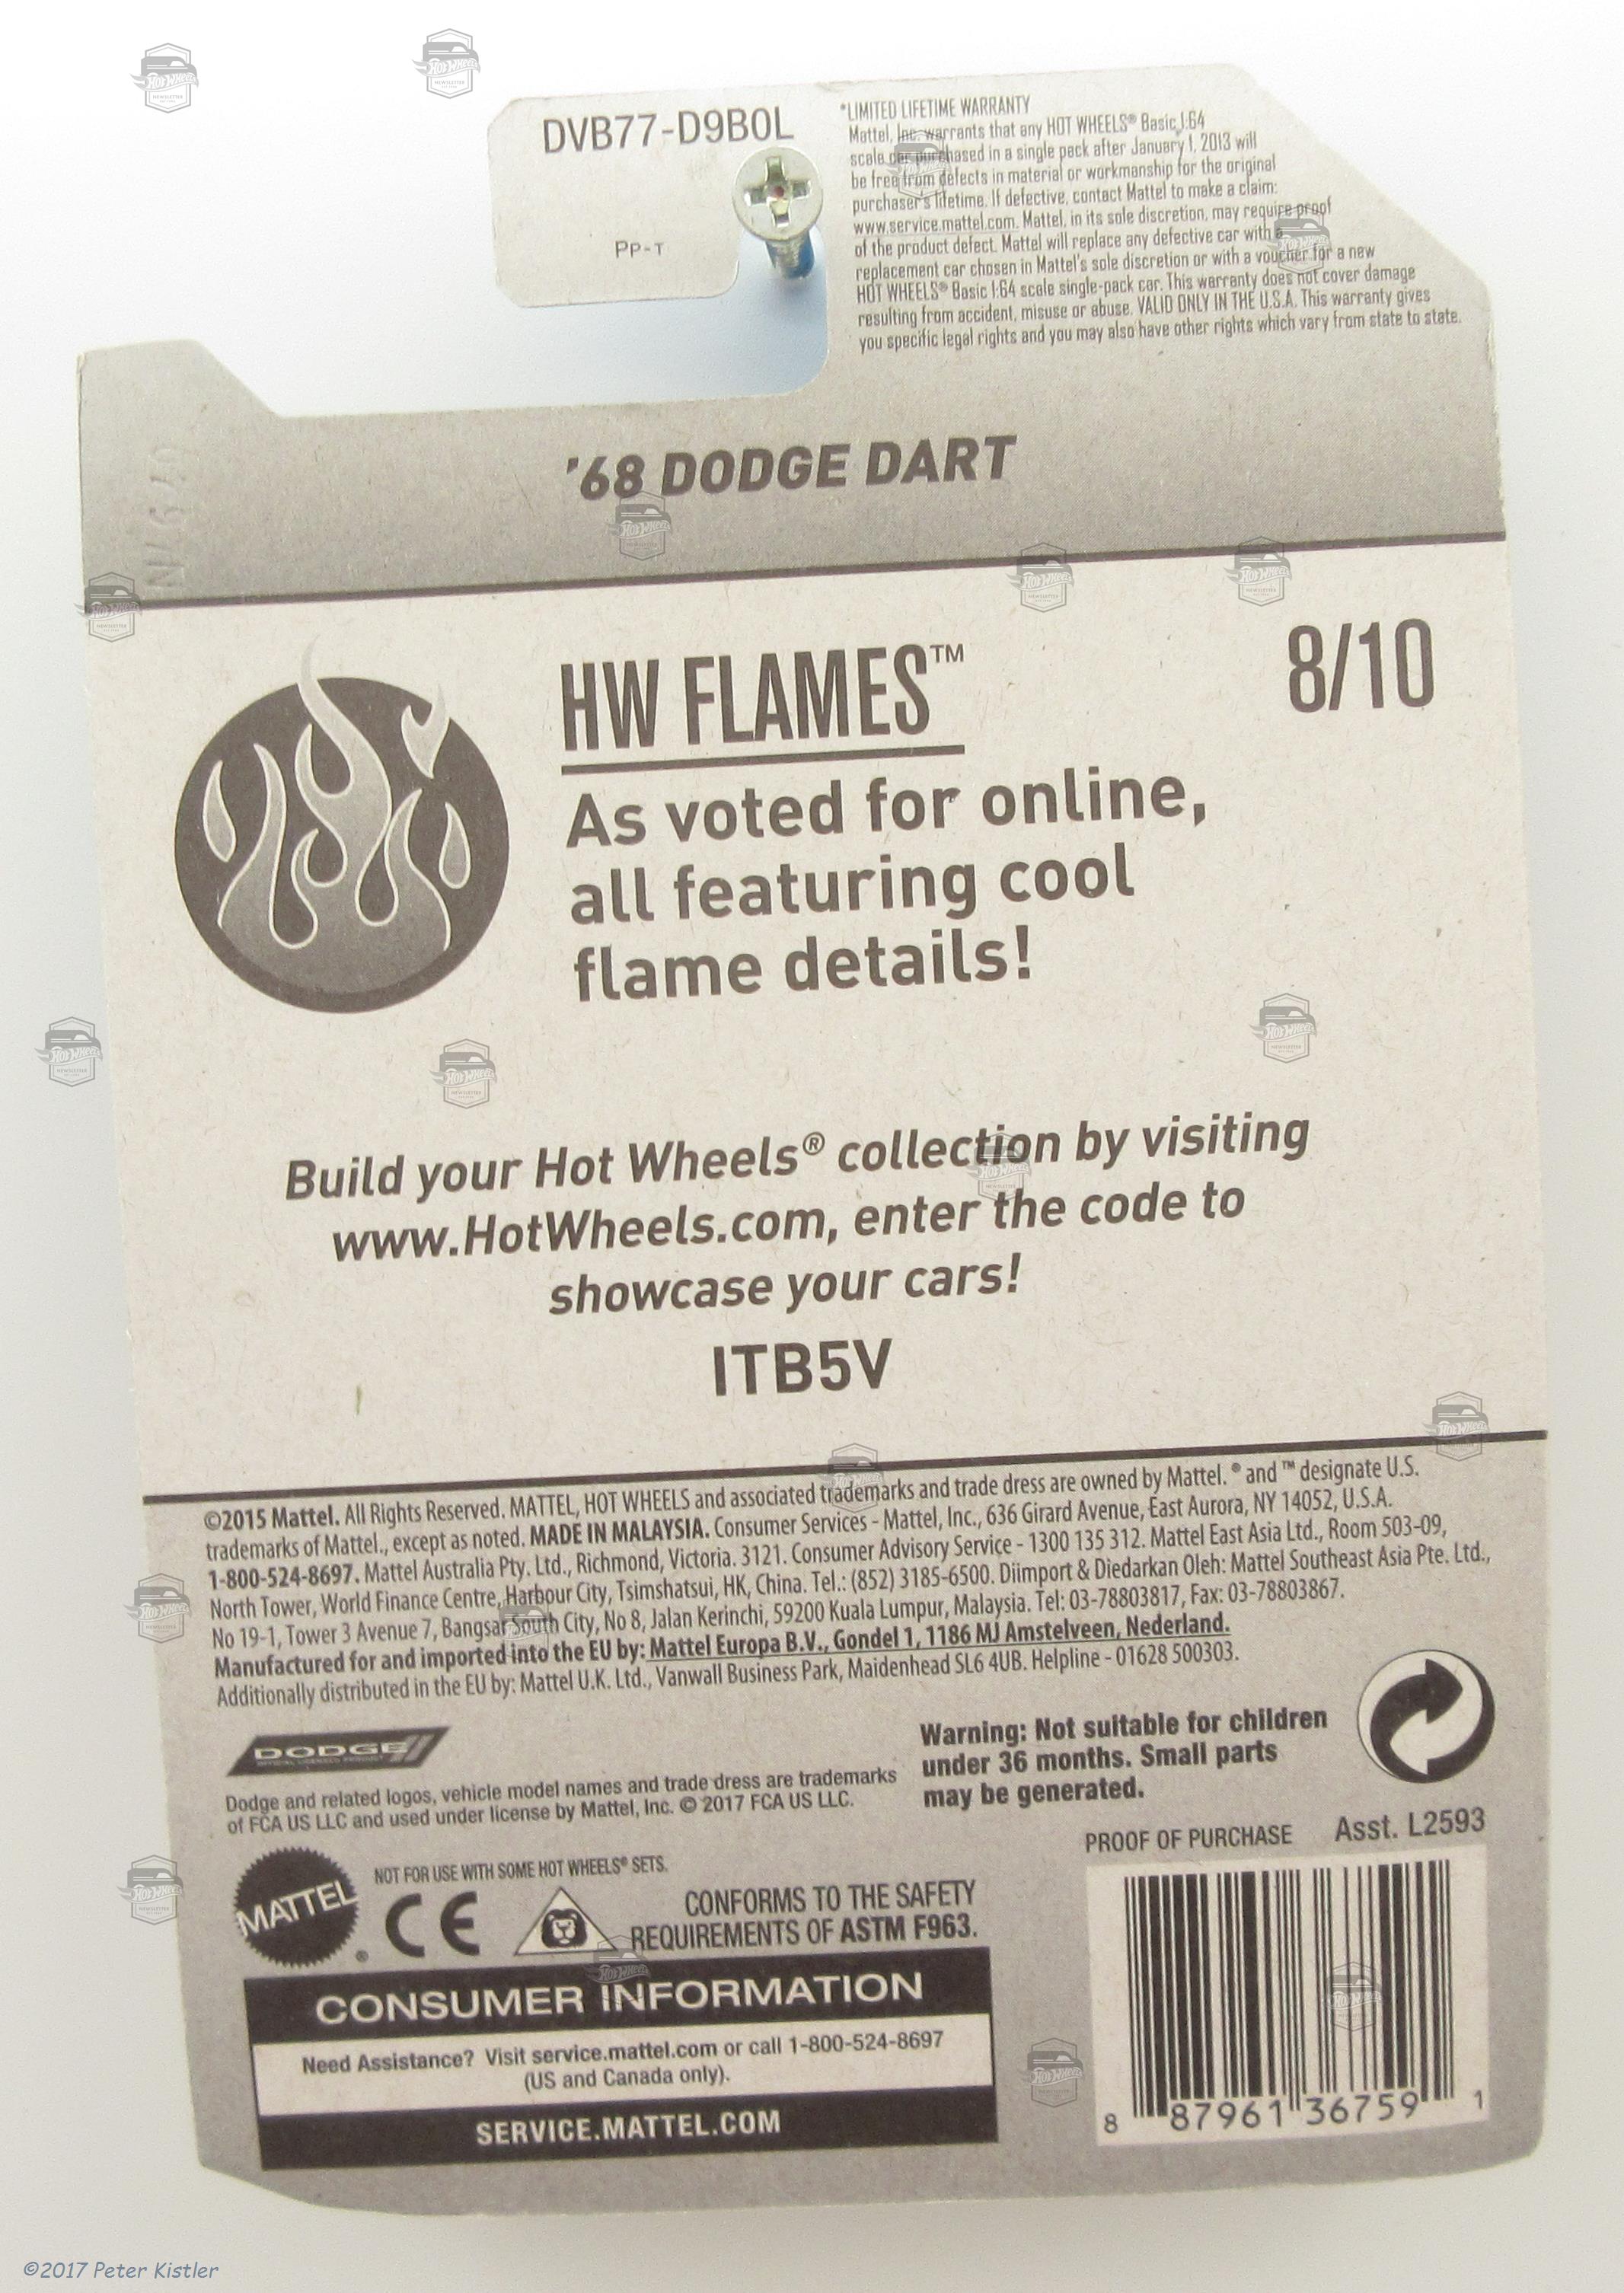 DVB77-D9B0L
PP-T
*LIMITED LIFETIME WARRANTY
Mattel, Inc. warrants that any HOT WHEELS® Basic 1:64
scale car purchased in a single pack after January 1, 2013 will
be free from defects in material or workmanship for the original
purchaser's lifetime. If defective, contact Mattel to make a claim:
www.service.mattel.com. Mattel, in its sole discretion, may require proof
of the product defect. Mattel will replace any defective car with a
replacement car chosen in Mattel's sole discretion or with a voucher for a new
HOT WHEELS® Basic 1:64 scale single-pack car. This warranty does not cover damage
resulting from accident, misuse or abuse. VALID ONLY IN THE U.S.A. This warranty gives
you specific legal rights and you may also have other rights which vary from state to state.
'68 DODGE DART
HW FLAMES™
8/10
As voted for online,
all featuring cool
flame details!
Build your Hot Wheels® collection by visiting
www.HotWheels.com, enter the code to
showcase your cars!
ITB5V
©2015 Mattel. All Rights Reserved. MATTEL, HOT WHEELS and associated trademarks and trade dress are owned by Mattel. ® and ™ designate U.S.
trademarks of Mattel., except as noted. MADE IN MALAYSIA. Consumer Services - Mattel, Inc., 636 Girard Avenue, East Aurora, NY 14052, U.S.A.
1-800-524-8697. Mattel Australia Pty. Ltd., Richmond, Victoria. 3121. Consumer Advisory Service - 1300 135 312. Mattel East Asia Ltd., Room 503-09,
North Tower, World Finance Centre, Harbour City, Tsimshatsui, HK, China. Tel.: (852) 3185-6500. Diimport & Diedarkan Oleh: Mattel Southeast Asia Pte. Ltd.,
No 19-1, Tower 3 Avenue 7, Bangsar South City, No 8, Jalan Kerinchi, 59200 Kuala Lumpur, Malaysia. Tel: 03-78803817, Fax: 03-78803867.
Manufactured for and imported into the EU by: Mattel Europa B.V., Gondel 1, 1186 MJ Amstelveen, Nederland.
Additionally distributed in the EU by: Mattel U.K. Ltd., Vanwall Business Park, Maidenhead SL6 4UB. Helpline - 01628 500303.
DODGE
Dodge and related logos, vehicle model names and trade dress are trademarks
of FCA US LLC and used under license by Mattel, Inc. © 2017 FCA US LLC.
Warning: Not suitable for children
under 36 months. Small parts
may be generated.
PROOF OF PURCHASE
Asst. L2593
MATTEL®
NOT FOR USE WITH SOME HOT WHEELS® SETS.
CE
CONFORMS TO THE SAFETY
REQUIREMENTS OF ASTM F963.
CONSUMER INFORMATION
Need Assistance? Visit service.mattel.com or call 1-800-524-8697
(US and Canada only).
SERVICE.MATTEL.COM
8 87961 36759 1
©2017 Peter Kistler